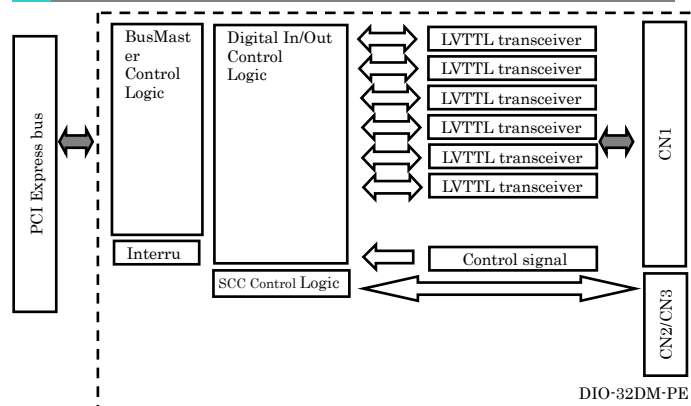 PCI Express bus
BusMast
er
Control
Logic
Interru
Digital In/Out
Control
Logic
SCC Control Logic
LVTTL transceiver
LVTTL transceiver
LVTTL transceiver
LVTTL transceiver
LVTTL transceiver
LVTTL transceiver
Control signal
CN1
CN2/CN3
DIO-32DM-PE